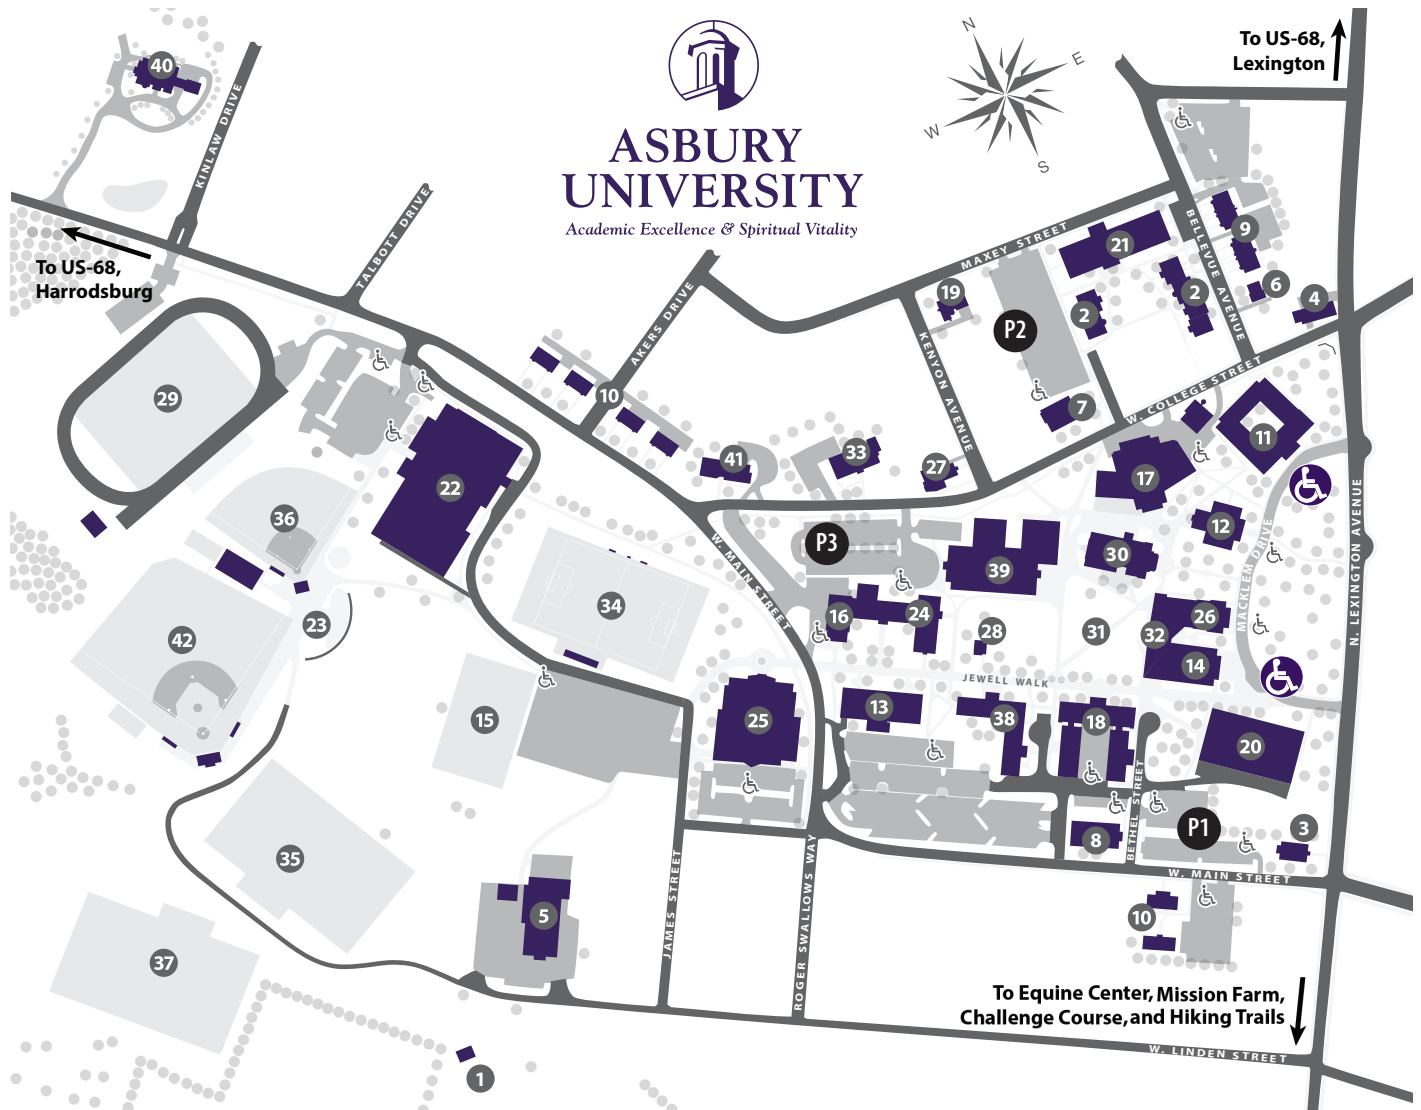 ASBURY
UNIVERSITY
Academic Excellence & Spiritual Vitality
N
E
W
S
To US-68,
Lexington
To US-68,
Harrodsburg
KINLAW DRIVE
TALBOTT DRIVE
AKERS DRIVE
MAXEY STREET
KENYON AVENUE
BELLEVUE AVENUE
W. COLLEGE STREET
N. LEXINGTON AVENUE
MACKLEM DRIVE
W. MAIN STREET
JEWELL WALK
BETHEL STREET
W. MAIN STREET
JAMES STREET
ROGER SWALLOWS WAY
W. LINDEN STREET
To Equine Center, Mission Farm,
Challenge Course, and Hiking Trails
40
21
9
19
2
2
6
4
P2
29
10
7
11
41
33
27
17
22
36
12
P3
30
39
34
16
24
26
23
28
31
32
42
14
13
38
18
25
15
20
P1
3
8
35
5
10
37
1